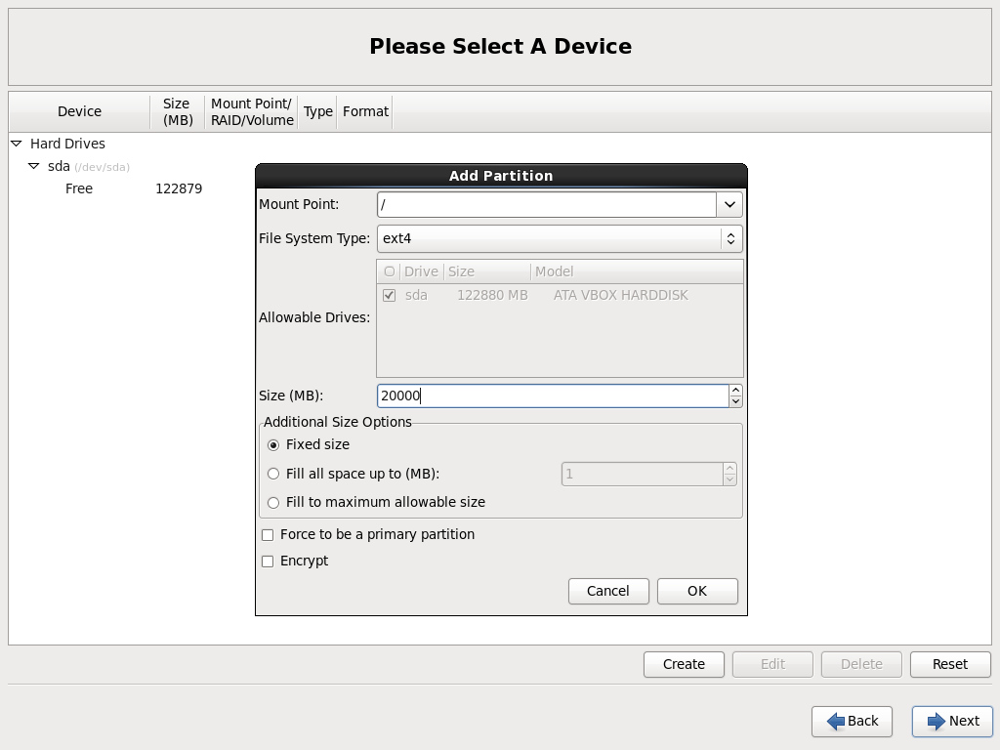 Please Select A Device
Device
Size
(MB)
Mount Point/
RAID/Volume
Type
Format
Hard Drives
sda (/dev/sda)
Free 122879
Add Partition
Mount Point: /
File System Type: ext4
Drive Size Model
sda 122880 MB ATA VBOX HARDDISK
Allowable Drives:
Size (MB): 20000
Additional Size Options
Fixed size
Fill all space up to (MB): 1
Fill to maximum allowable size
Force to be a primary partition
Encrypt
Cancel OK
Create Edit Delete Reset
Back Next